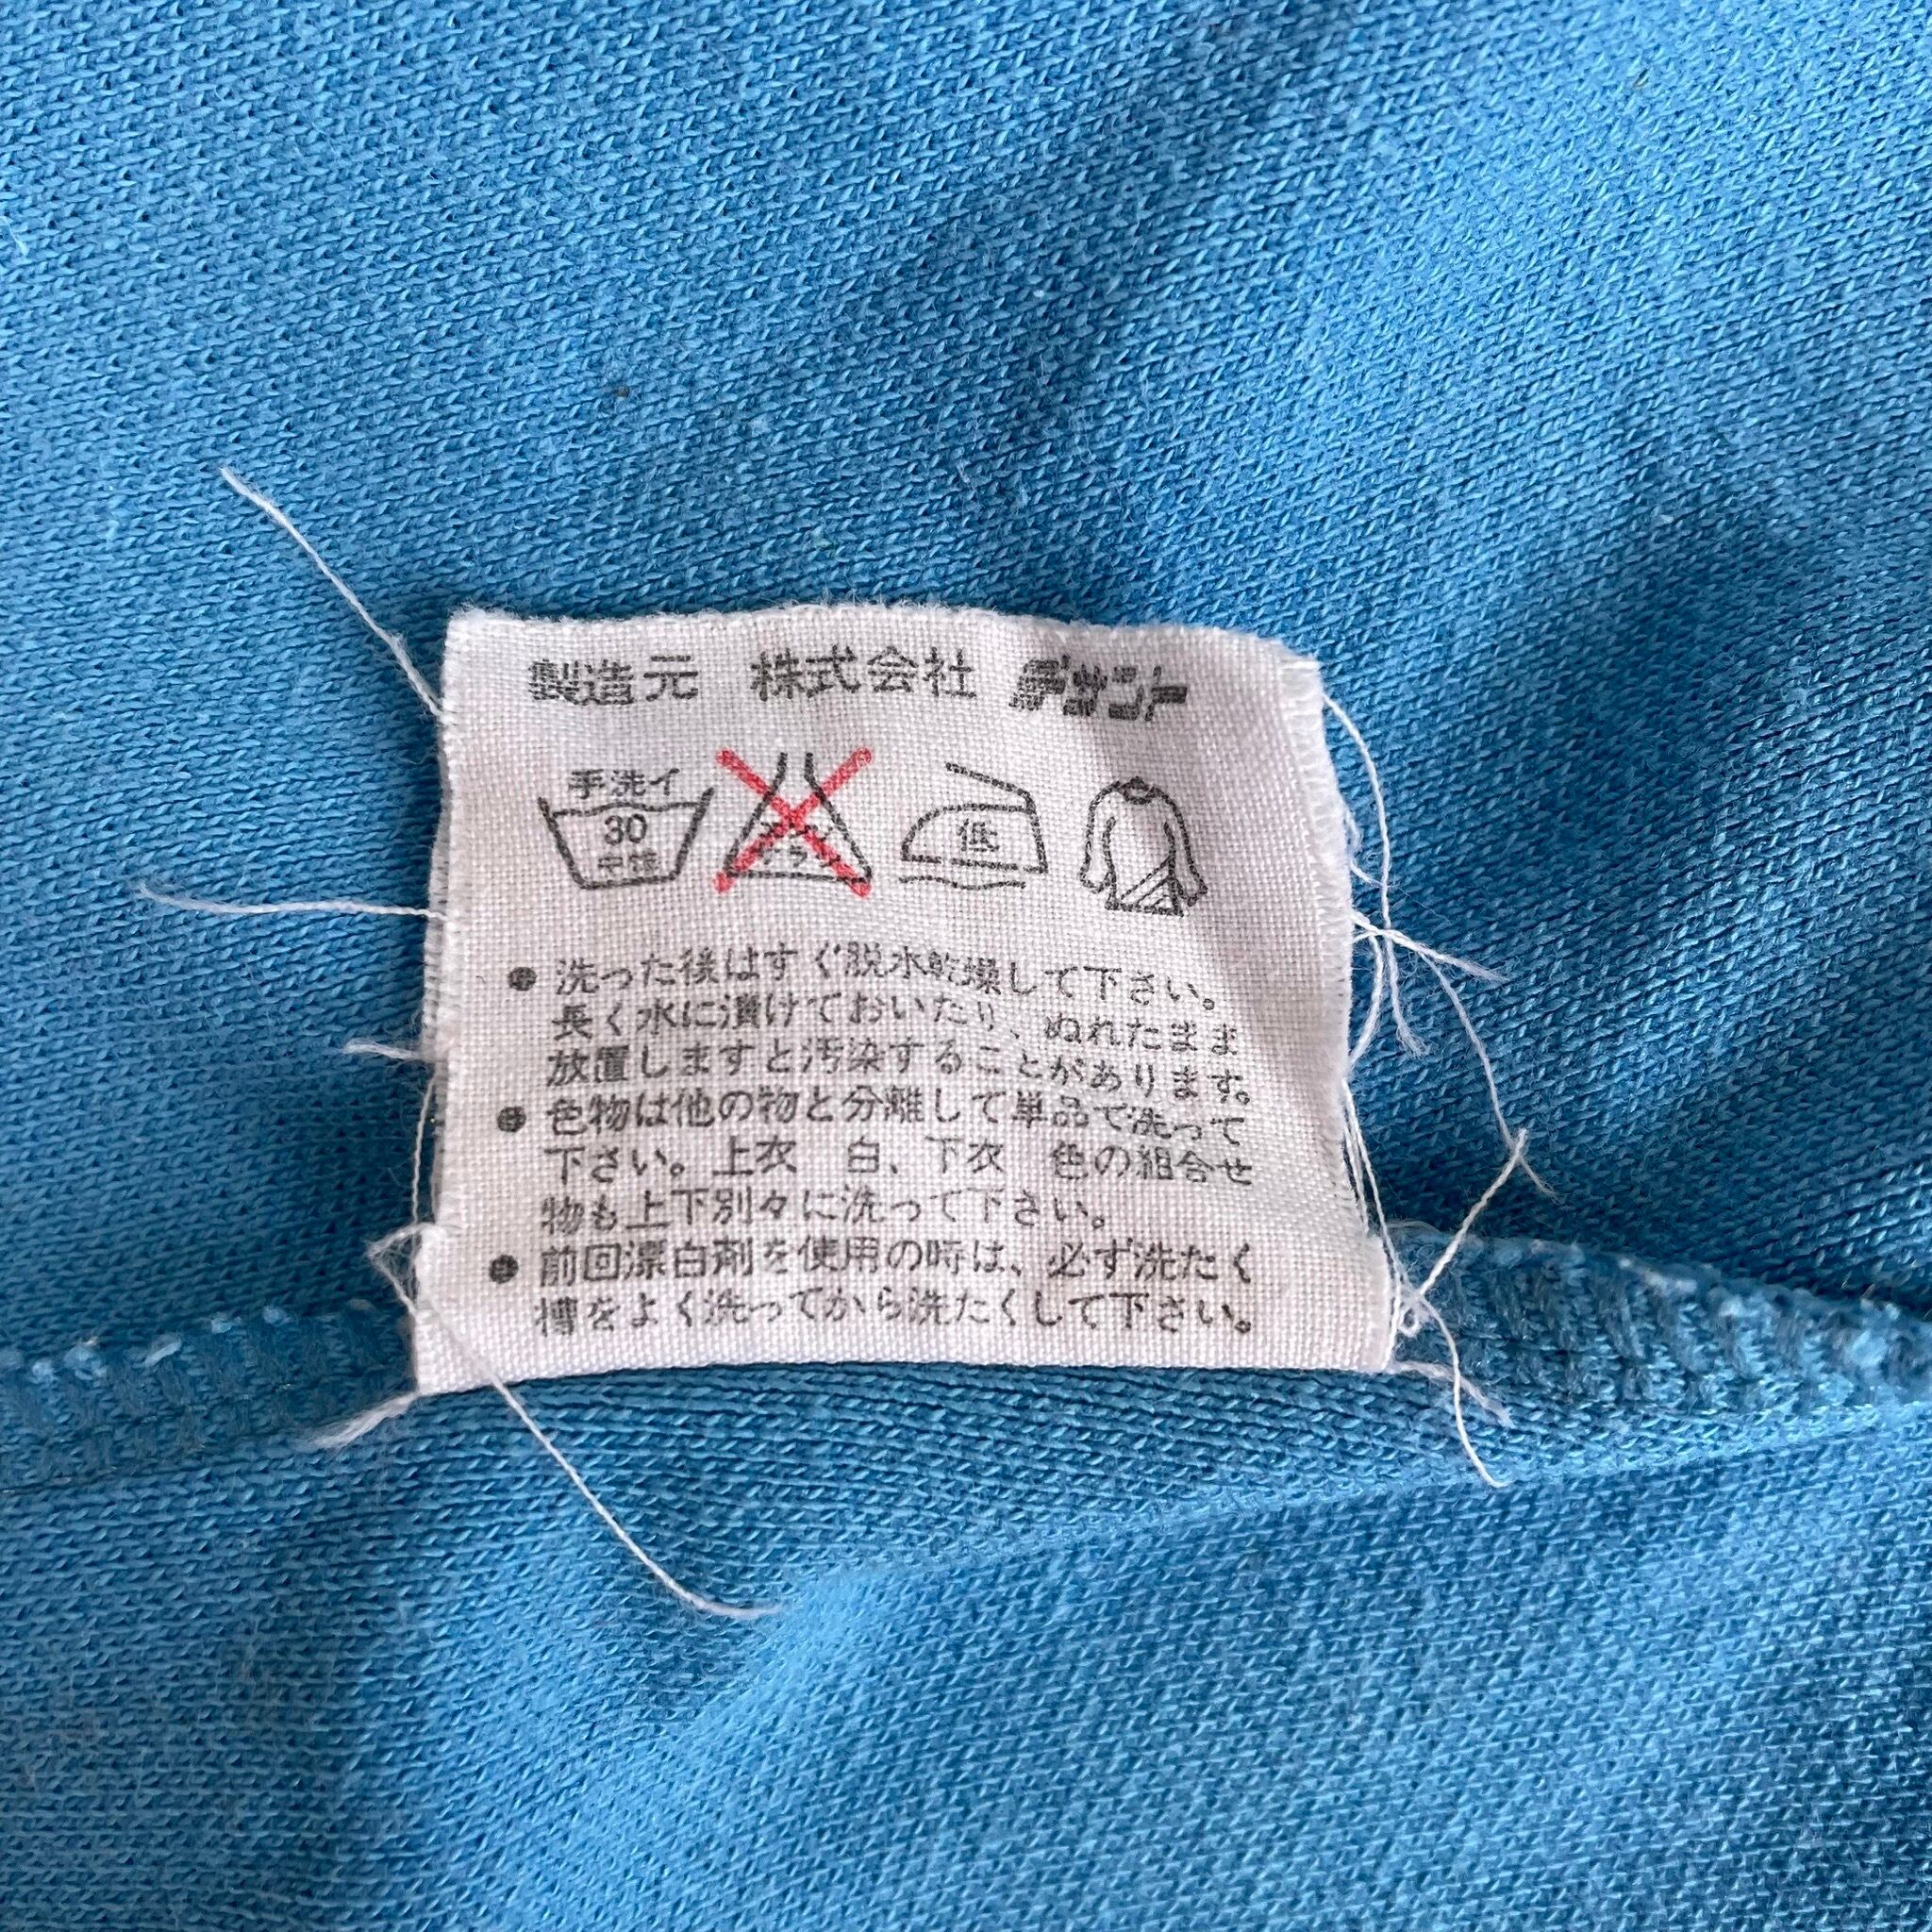 製造元 株式会社 デサント
手洗イ
30
中性
低
● 洗った後はすぐ脱水乾燥して下さい。
長く水に漬けておいたり、ぬれたまま
放置しますと汚染することがあります。
● 色物は他の物と分離して単品で洗って
下さい。上衣 白、下衣 色の組合せ
物も上下別々に洗って下さい。
● 前回漂白剤を使用の時は、必ず洗たく
槽をよく洗ってから洗たくして下さい。